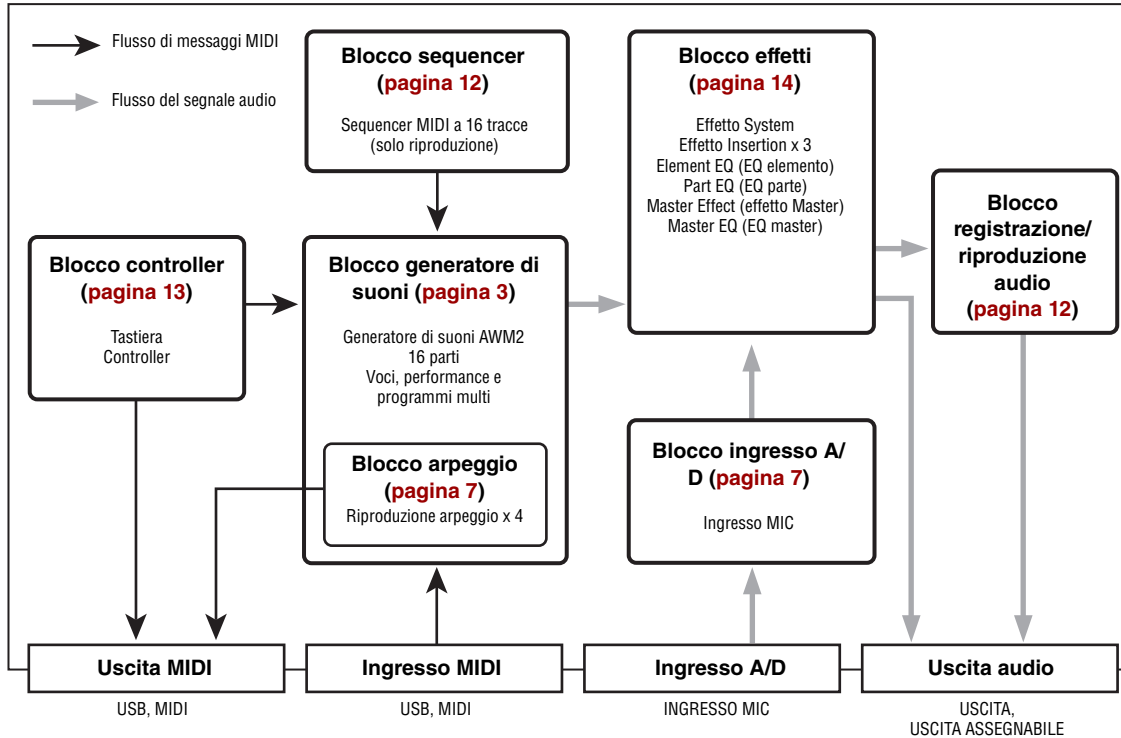 Flusso di messaggi MIDI
Flusso del segnale audio
Blocco sequencer
(pagina 12)
Sequencer MIDI a 16 tracce
(solo riproduzione)
Blocco effetti
(pagina 14)
Effetto System
Effetto Insertion x 3
Element EQ (EQ elemento)
Part EQ (EQ parte)
Master Effect (effetto Master)
Master EQ (EQ master)
Blocco
registrazione/
riproduzione
audio
(pagina 12)
Blocco controller
(pagina 13)
Tastiera
Controller
Blocco generatore di
suoni (pagina 3)
Generatore di suoni AWM2
16 parti
Voci, performance e
programmi multi
Blocco arpeggio
(pagina 7)
Riproduzione arpeggio x 4
Blocco ingresso A/
D (pagina 7)
Ingresso MIC
Uscita MIDI
Ingresso MIDI
Ingresso A/D
Uscita audio
USB, MIDI
USB, MIDI
INGRESSO MIC
USCITA,
USCITA ASSEGNABILE